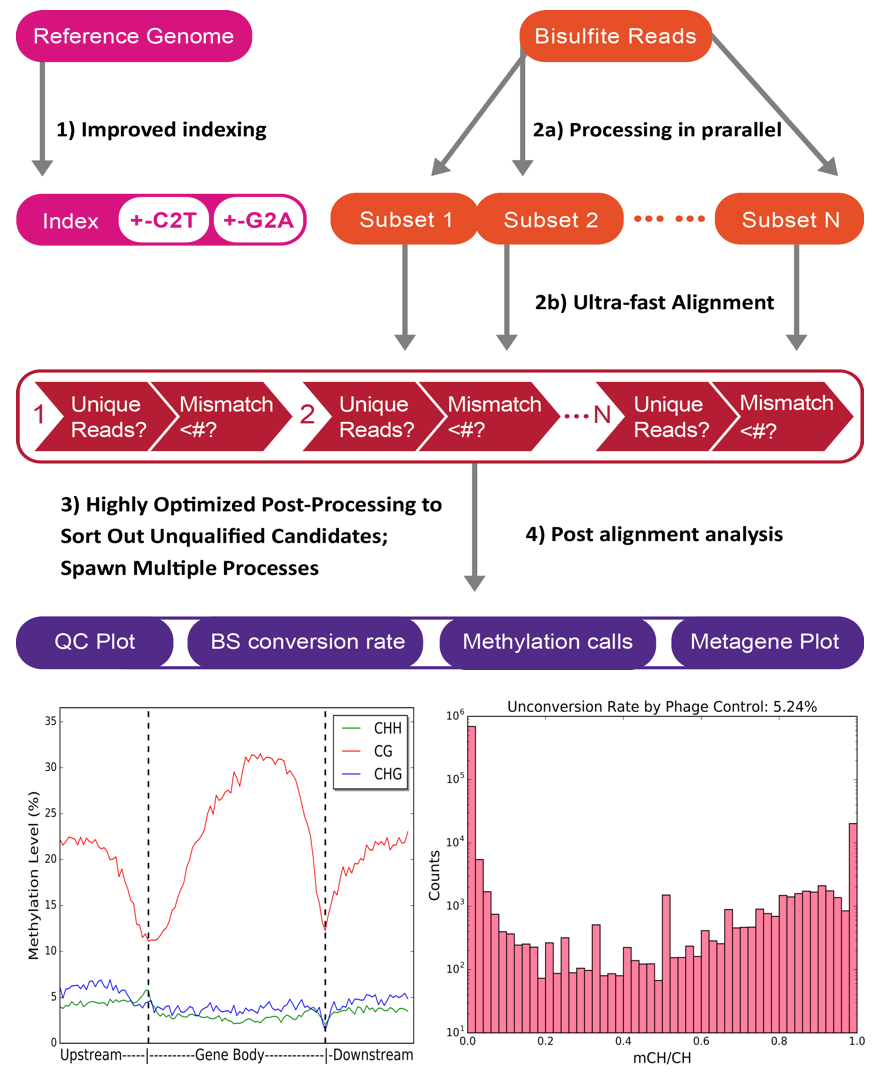 Reference Genome
Bisulfite Reads
1) Improved indexing
2a) Processing in prarallel
Index +-C2T +-G2A
Subset 1 Subset 2 Subset N
2b) Ultra-fast Alignment
1 Unique Reads? Mismatch <#? 2 Unique Reads? Mismatch <#? N Unique Reads? Mismatch <#?
3) Highly Optimized Post-Processing to
Sort Out Unqualified Candidates;
Spawn Multiple Processes
4) Post alignment analysis
QC Plot BS conversion rate Methylation calls Metagene Plot
Methylation Level (%)
35
30
25
20
15
10
5
0
CHH
CG
CHG
Upstream-----|--------Gene Body--------|-Downstream
Unconversion Rate by Phage Control: 5.24%
Counts
10^6
10^5
10^4
10^3
10^2
10^1
0.0 0.2 0.4 0.6 0.8 1.0
mCH/CH